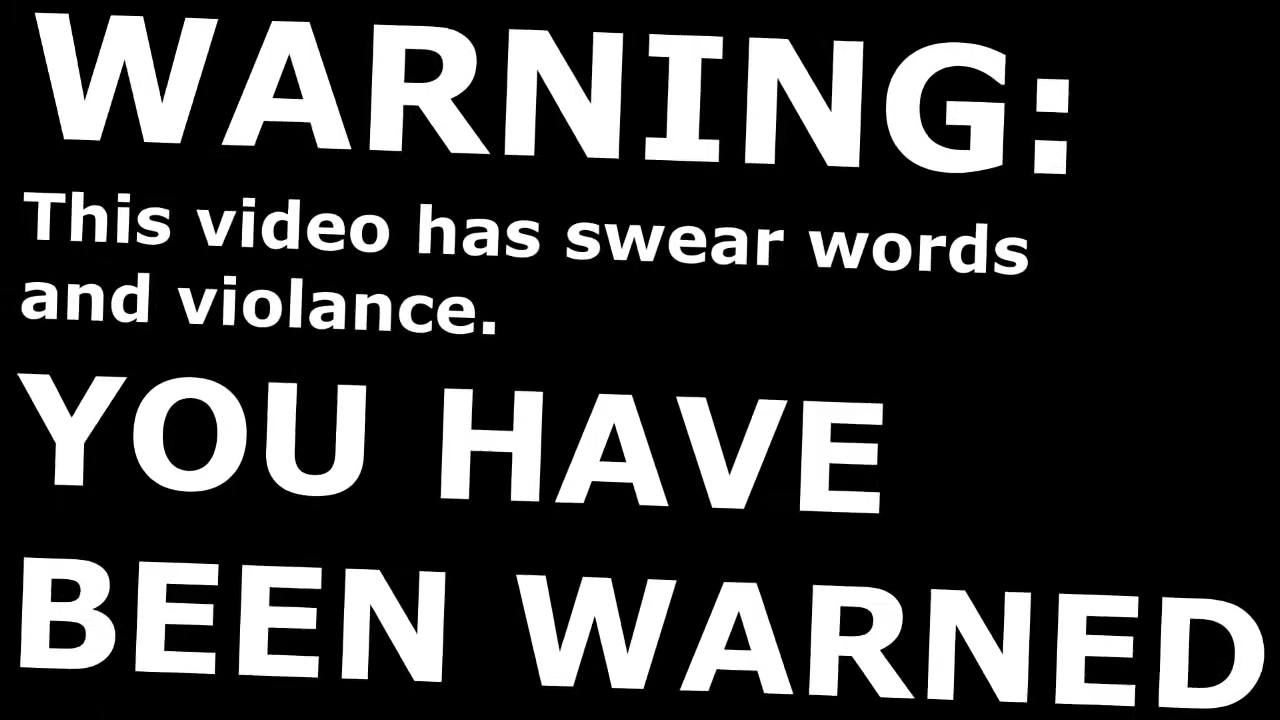 WARNING:
This video has swear words
and violance.
YOU HAVE
BEEN WARNED